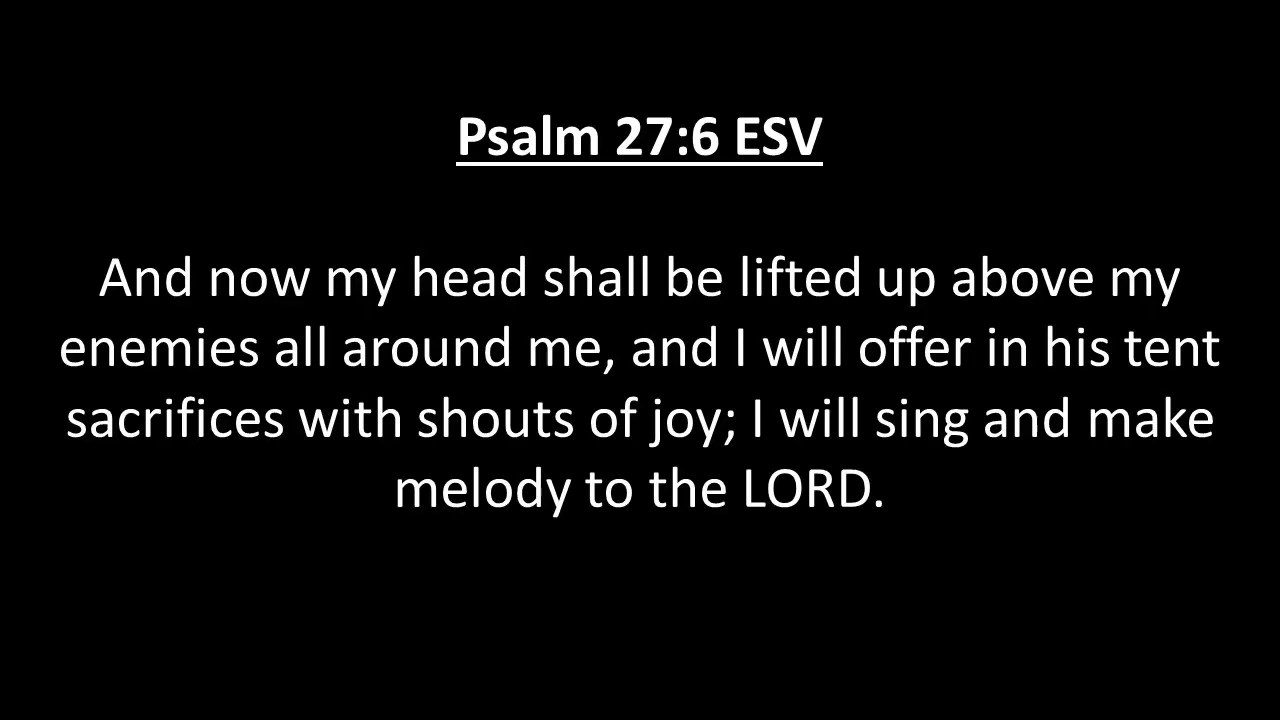 Psalm 27:6 ESV
And now my head shall be lifted up above my
enemies all around me, and I will offer in his tent
sacrifices with shouts of joy; I will sing and make
melody to the LORD.